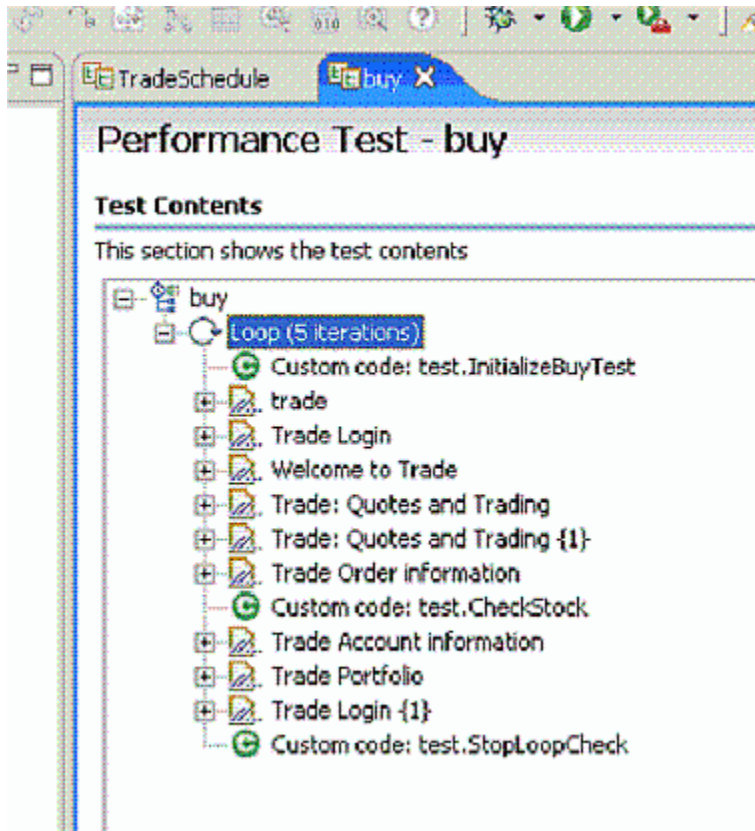 TradeSchedule
buy
Performance Test - buy
Test Contents
This section shows the test contents
buy
Loop (5 iterations)
Custom code: test.InitializeBuyTest
trade
Trade Login
Welcome to Trade
Trade: Quotes and Trading
Trade: Quotes and Trading {1}
Trade Order information
Custom code: test.CheckStock
Trade Account information
Trade Portfolio
Trade Login {1}
Custom code: test.StopLoopCheck